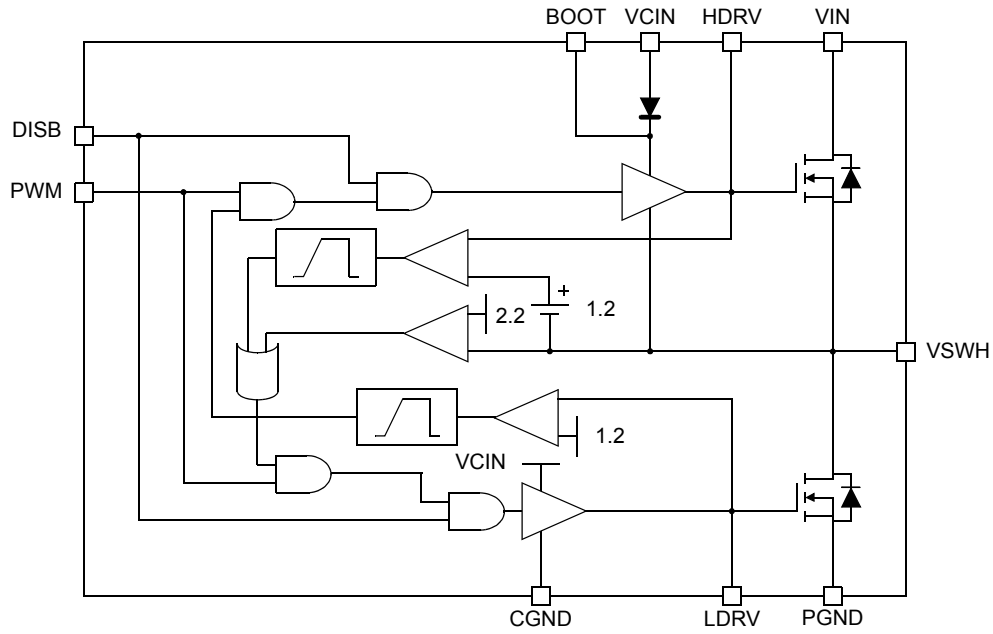 BOOT VCIN HDRV VIN
DISB
PWM
+
2.2 1.2
VSWH
1.2
VCIN
CGND LDRV PGND